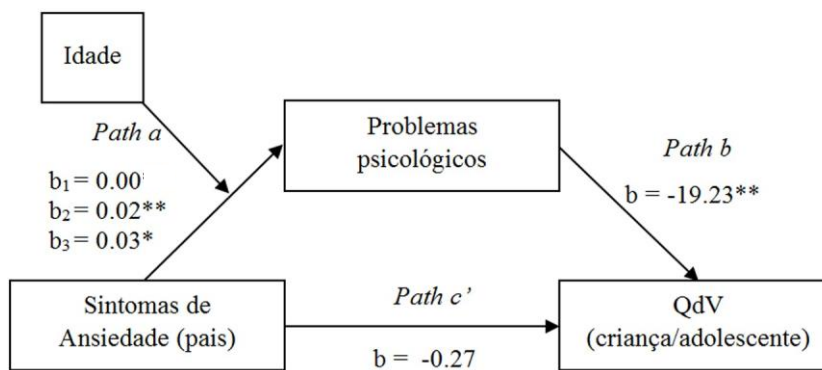 Idade
Path a
Problemas
psicológicos
Path b
b₁ = 0.00
b₂ = 0.02**
b₃ = 0.03*
b = -19.23**
Sintomas de
Ansiedade (pais)
Path c’
b = -0.27
QdV
(criança/adolescente)